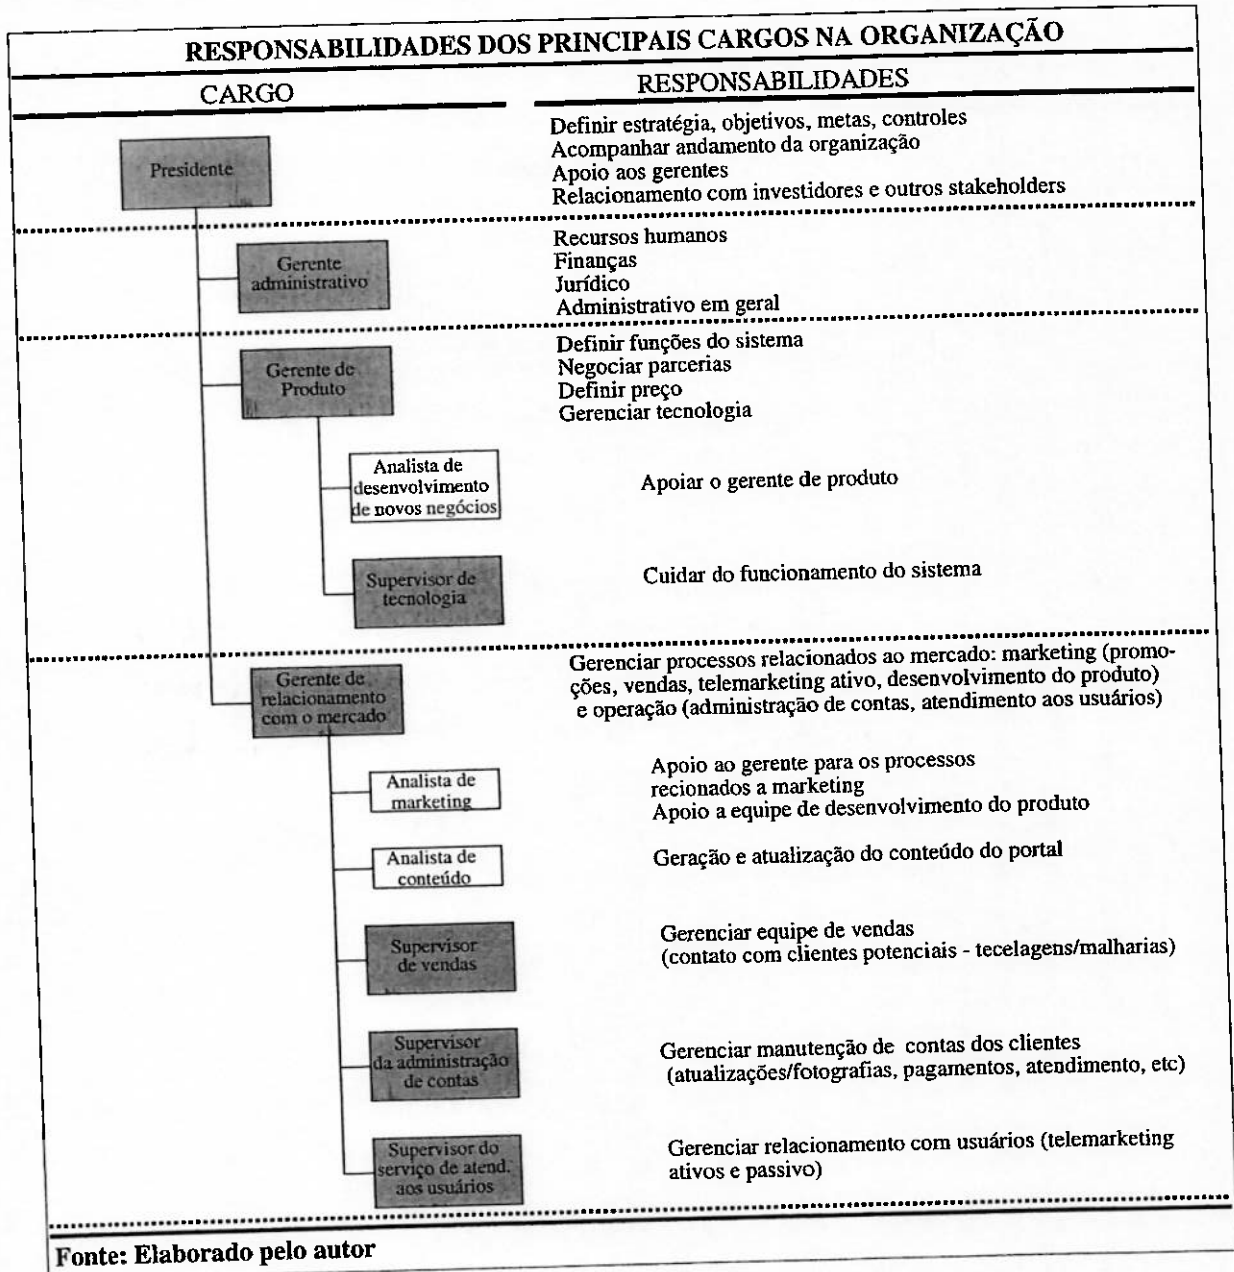 RESPONSABILIDADES DOS PRINCIPAIS CARGOS NA ORGANIZAÇÃO
CARGO
RESPONSABILIDADES
Presidente
Definir estratégia, objetivos, metas, controles
Acompanhar andamento da organização
Apoio aos gerentes
Relacionamento com investidores e outros stakeholders
Gerente
administrativo
Recursos humanos
Finanças
Jurídico
Administrativo em geral
Gerente de
Produto
Definir funções do sistema
Negociar parcerias
Definir preço
Gerenciar tecnologia
Analista de
desenvolvimento
de novos negócios
Apoiar o gerente de produto
Supervisor de
tecnologia
Cuidar do funcionamento do sistema
Gerente de
relacionamento
com o mercado
Gerenciar processos relacionados ao mercado: marketing (promo-
ções, vendas, telemarketing ativo, desenvolvimento do produto)
e operação (administração de contas, atendimento aos usuários)
Analista de
marketing
Apoio ao gerente para os processos
recionados a marketing
Apoio a equipe de desenvolvimento do produto
Analista de
conteúdo
Geração e atualização do conteúdo do portal
Supervisor
de vendas
Gerenciar equipe de vendas
(contato com clientes potenciais - tecelagens/malharias)
Supervisor
da administração
de contas
Gerenciar manutenção de contas dos clientes
(atualizações/fotografias, pagamentos, atendimento, etc)
Supervisor do
serviço de atend.
aos usuários
Gerenciar relacionamento com usuários (telemarketing
ativos e passivo)
Fonte: Elaborado pelo autor